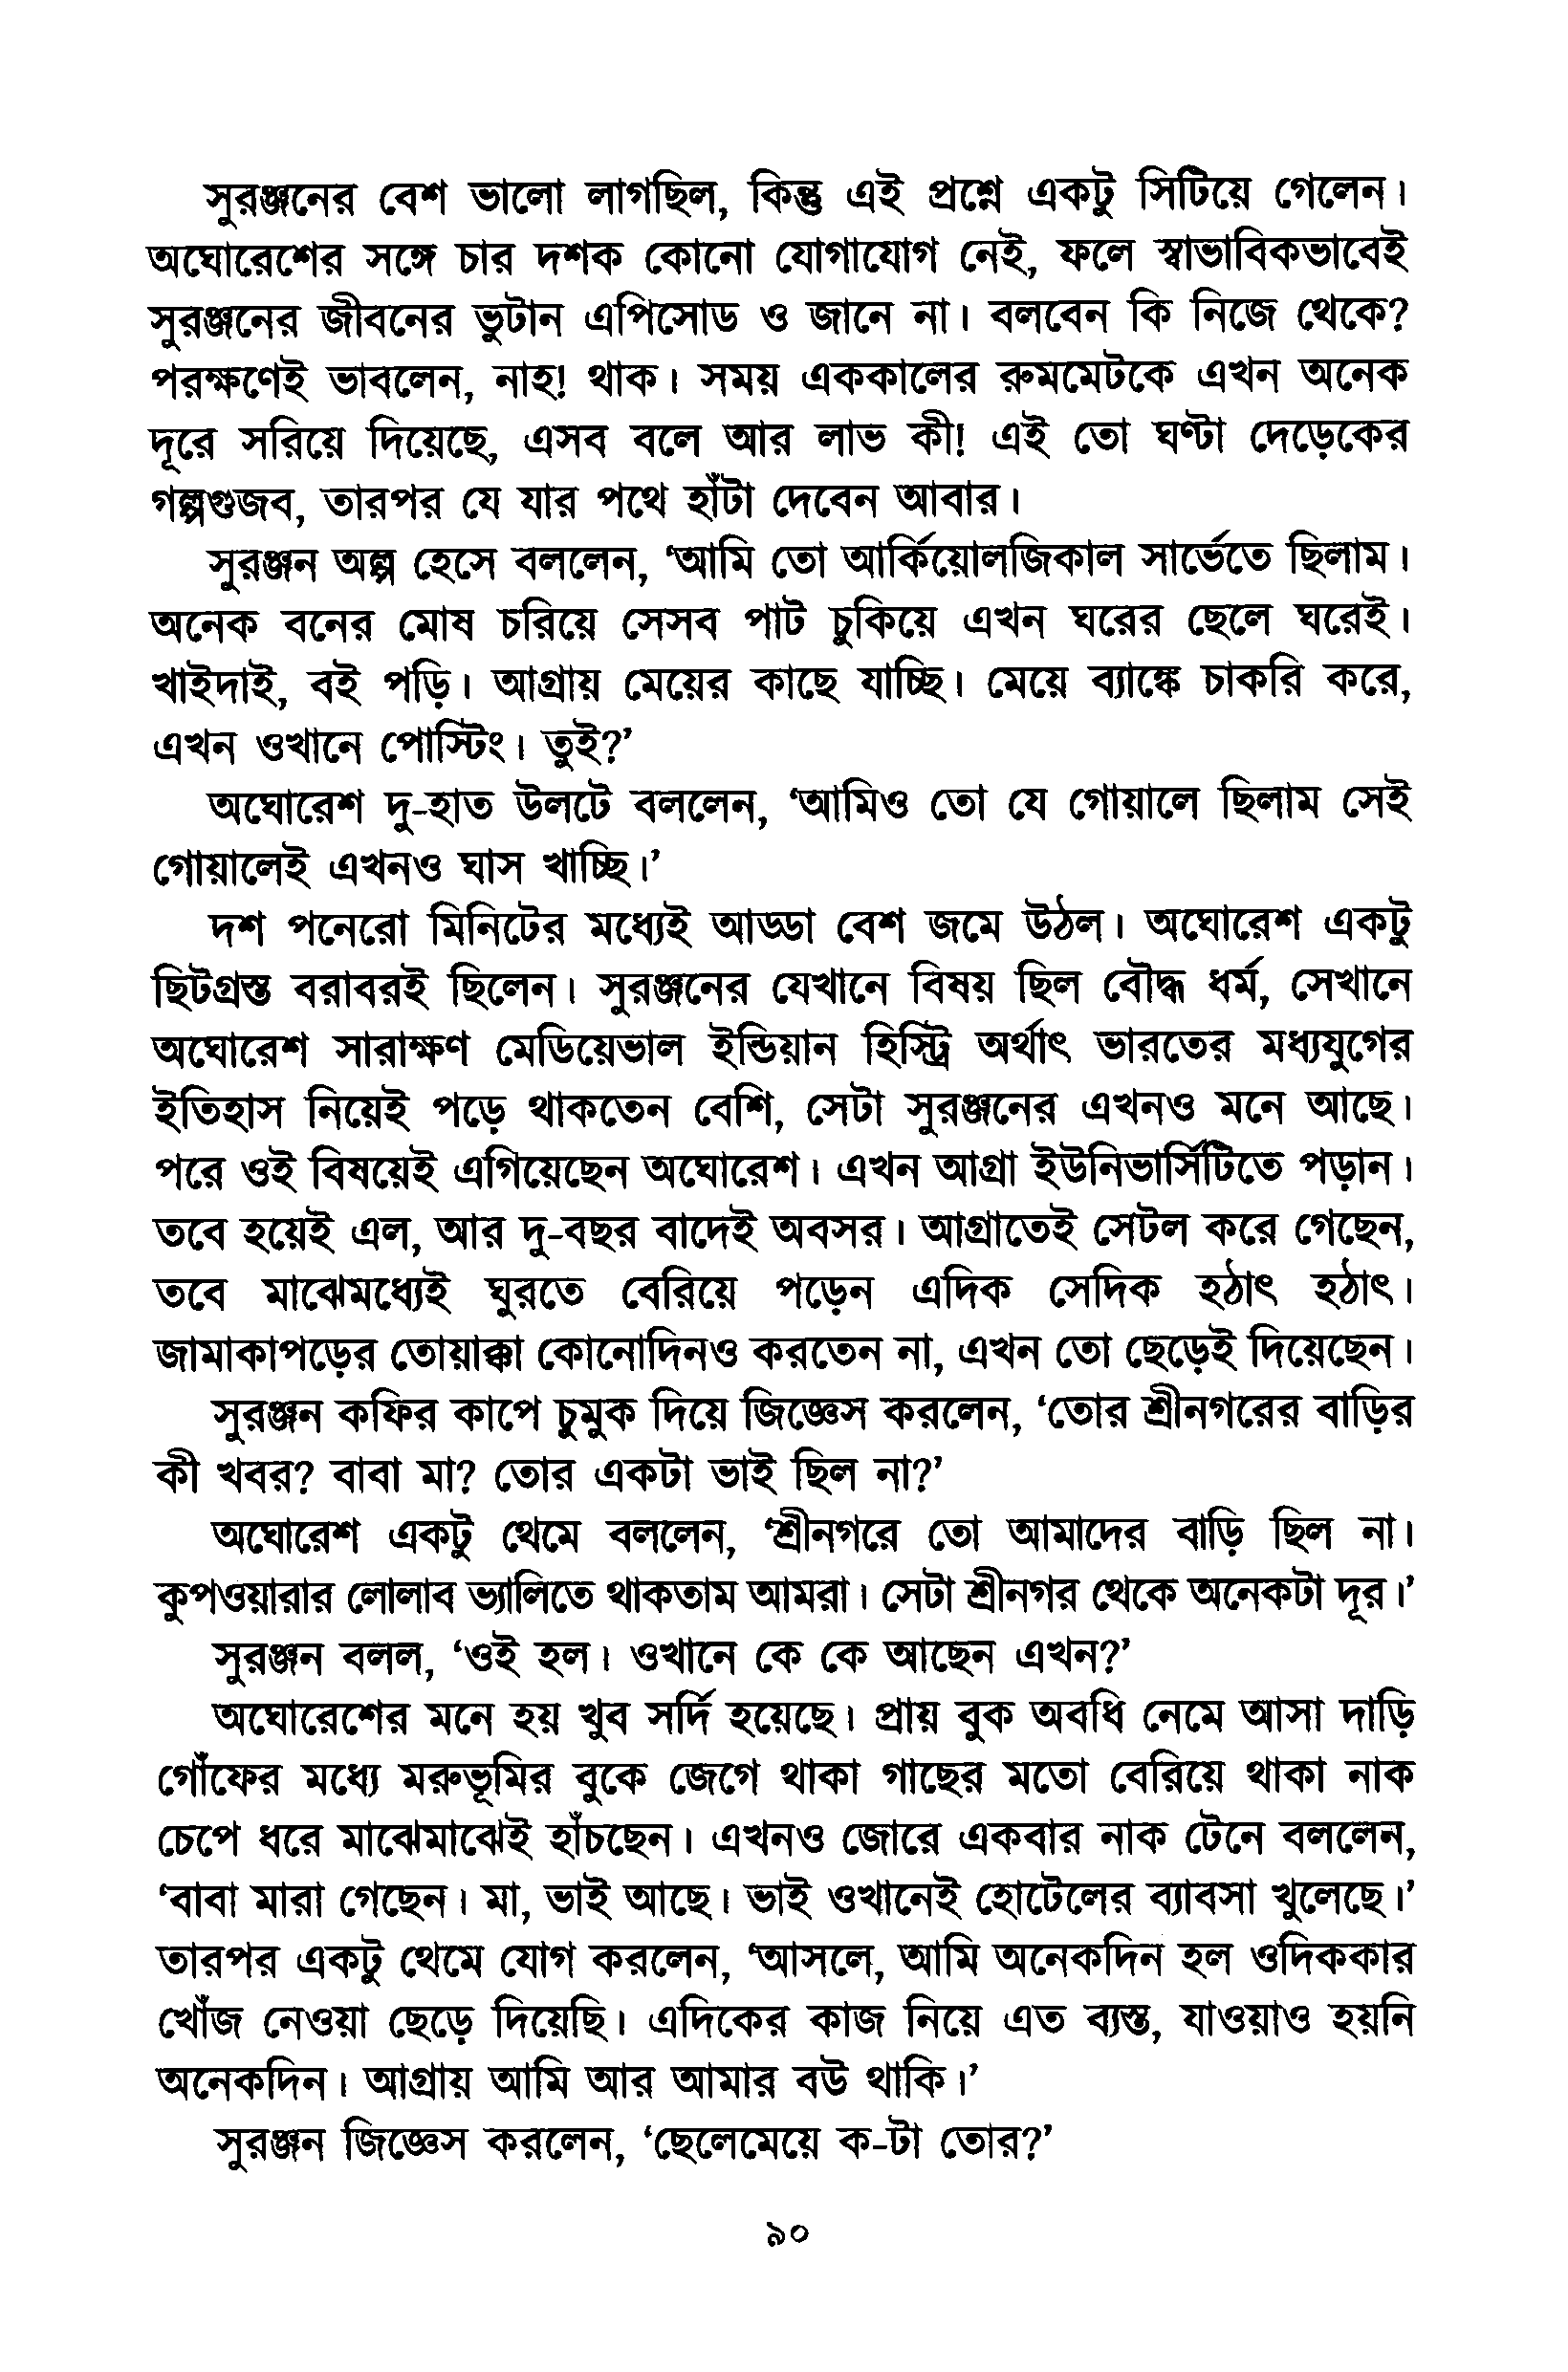 সুরঞ্জনের বেশ ভালো লাগছিল, কিন্তু এই প্রশ্নে একটু সিটিয়ে গেলেন।
অঘোরেশের সঙ্গে চার দশক কোনো যোগাযোগ নেই, ফলে স্বাভাবিকভাবেই
সুরঞ্জনের জীবনের ভুটান এপিসোড ও জানে না। বলবেন কি নিজে থেকে?
পরক্ষণেই ভাবলেন, নাহ! থাক। সময় এককালের রুমমেটকে এখন অনেক
দূরে সরিয়ে দিয়েছে, এসব বলে আর লাভ কী! এই তো ঘণ্টা দেড়েকের
গল্পগুজব, তারপর যে যার পথে হাঁটা দেবেন আবার।
সুরঞ্জন অল্প হেসে বললেন, ‘আমি তো আর্কিয়োলজিকাল সার্ভেতে ছিলাম।
অনেক বনের মোষ চরিয়ে সেসব পাট চুকিয়ে এখন ঘরের ছেলে ঘরেই।
খাইদাই, বই পড়ি। আগ্রায় মেয়ের কাছে যাচ্ছি। মেয়ে ব্যাঙ্কে চাকরি করে,
এখন ওখানে পোস্টিং। তুই?’
অঘোরেশ দু-হাত উলটে বললেন, ‘আমিও তো যে গোয়ালে ছিলাম সেই
গোয়ালেই এখনও ঘাস খাচ্ছি।’
দশ পনেরো মিনিটের মধ্যেই আড্ডা বেশ জমে উঠল। অঘোরেশ একটু
ছিটগ্রস্ত বরাবরই ছিলেন। সুরঞ্জনের যেখানে বিষয় ছিল বৌদ্ধ ধর্ম, সেখানে
অঘোরেশ সারাক্ষণ মেডিয়েভাল ইন্ডিয়ান হিস্ট্রি অর্থাৎ ভারতের মধ্যযুগের
ইতিহাস নিয়েই পড়ে থাকতেন বেশি, সেটা সুরঞ্জনের এখনও মনে আছে।
পরে ওই বিষয়েই এগিয়েছেন অঘোরেশ। এখন আগ্রা ইউনিভার্সিটিতে পড়ান।
তবে হয়েই এল, আর দু-বছর বাদেই অবসর। আগ্রাতেই সেটল করে গেছেন,
তবে মাঝেমধ্যেই ঘুরতে বেরিয়ে পড়েন এদিক সেদিক হঠাৎ হঠাৎ।
জামাকাপড়ের তোয়াক্কা কোনোদিনও করতেন না, এখন তো ছেড়েই দিয়েছেন।
সুরঞ্জন কফির কাপে চুমুক দিয়ে জিজ্ঞেস করলেন, ‘তোর শ্রীনগরের বাড়ির
কী খবর? বাবা মা? তোর একটা ভাই ছিল না?’
অঘোরেশ একটু থেমে বললেন, ‘শ্রীনগরে তো আমাদের বাড়ি ছিল না।
কুপওয়ারার লোলাব ভ্যালিতে থাকতাম আমরা। সেটা শ্রীনগর থেকে অনেকটা দূর।’
সুরঞ্জন বলল, ‘ওই হল। ওখানে কে কে আছেন এখন?’
অঘোরেশের মনে হয় খুব সর্দি হয়েছে। প্রায় বুক অবধি নেমে আসা দাড়ি
গোঁফের মধ্যে মরুভূমির বুকে জেগে থাকা গাছের মতো বেরিয়ে থাকা নাক
চেপে ধরে মাঝেমাঝেই হাঁচছেন। এখনও জোরে একবার নাক টেনে বললেন,
‘বাবা মারা গেছেন। মা, ভাই আছে। ভাই ওখানেই হোটেলের ব্যাবসা খুলেছে।’
তারপর একটু থেমে যোগ করলেন, ‘আসলে, আমি অনেকদিন হল ওদিককার
খোঁজ নেওয়া ছেড়ে দিয়েছি। এদিকের কাজ নিয়ে এত ব্যস্ত, যাওয়াও হয়নি
অনেকদিন। আগ্রায় আমি আর আমার বউ থাকি।’
সুরঞ্জন জিজ্ঞেস করলেন, ‘ছেলেমেয়ে ক-টা তোর?’
৯০